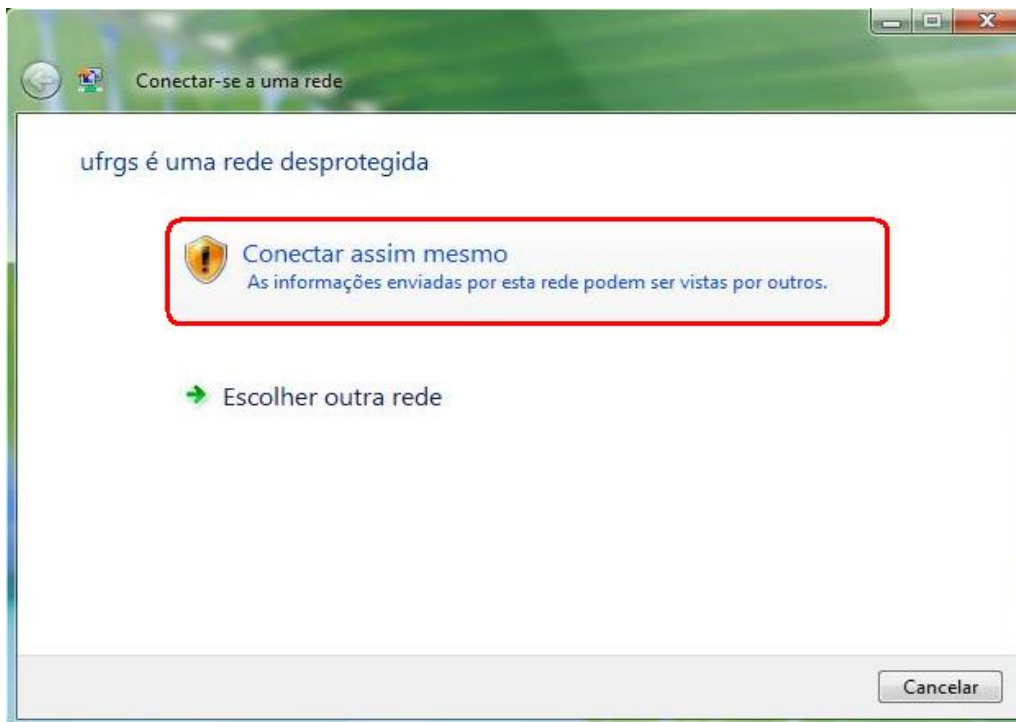 Conectar-se a uma rede
ufrgs é uma rede desprotegida
Conectar assim mesmo
As informações enviadas por esta rede podem ser vistas por outros.
Escolher outra rede
Cancelar